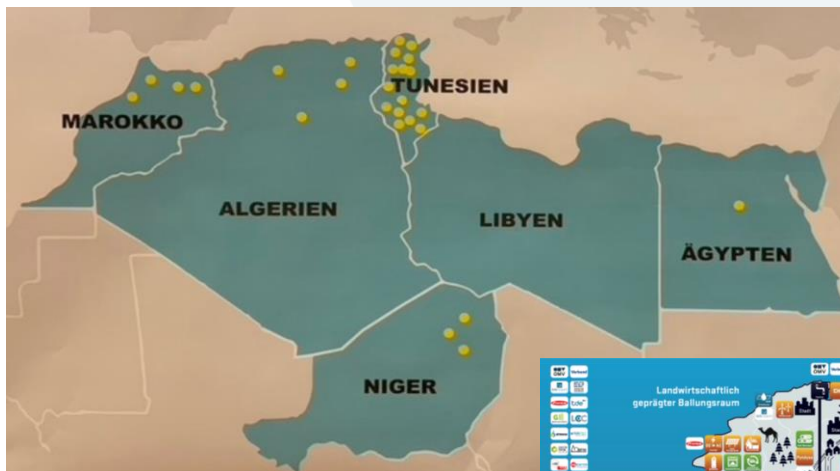 TUNESIEN
MAROKKO
ALGERIEN
LIBYEN
ÄGYPTEN
NIGER
Landwirtschaftlich
geprägter Ballungsraum